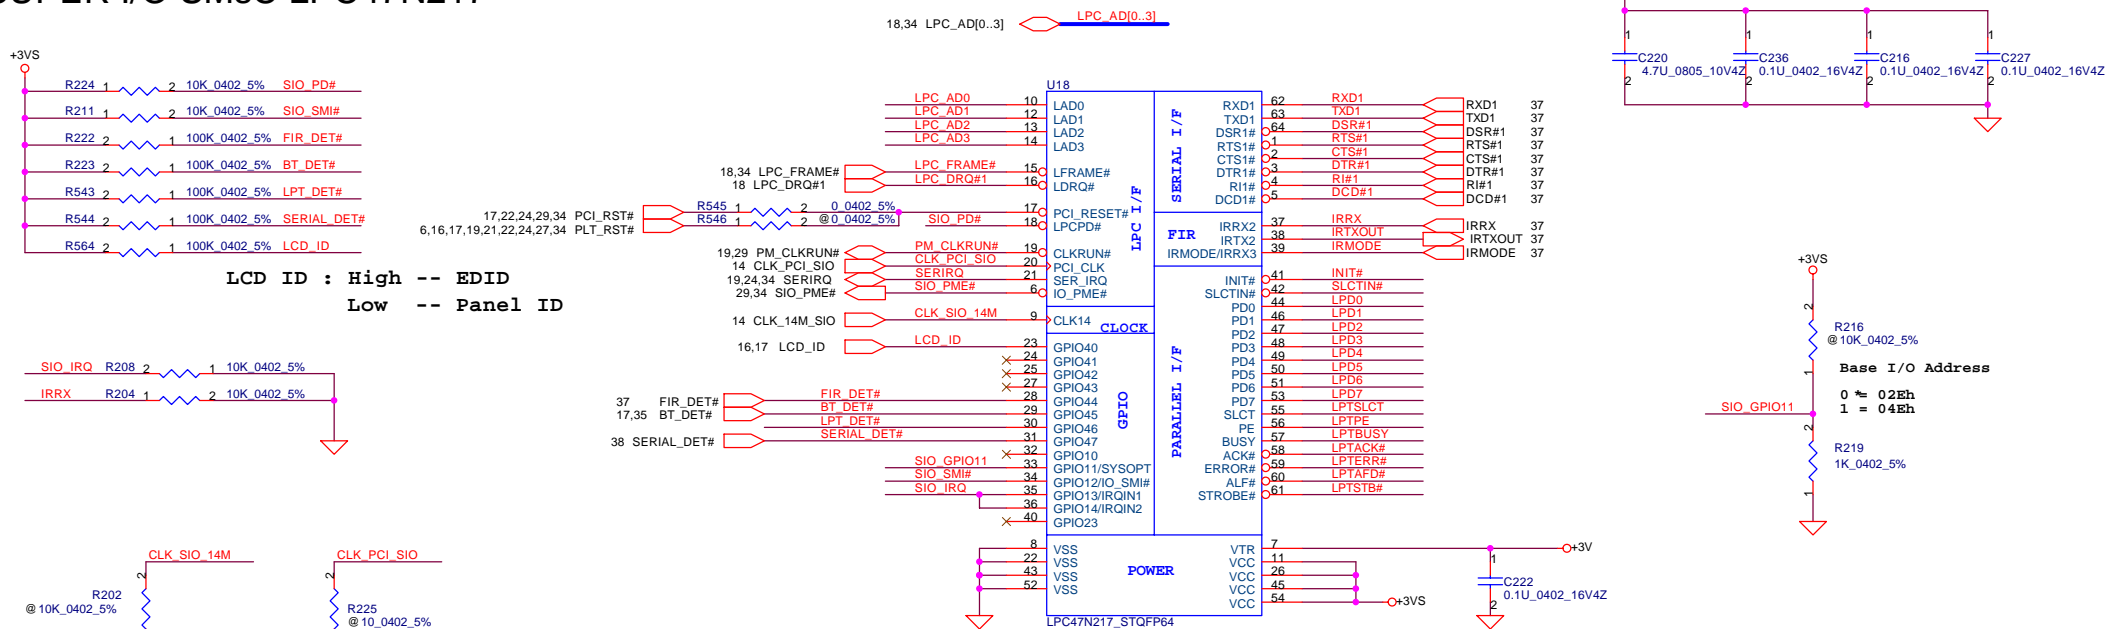 SUPER I/O SMsC LPC47N217
18,34 LPC_AD[0..3] LPC_AD[0..3]
+3VS
R224 1 2 10K_0402_5% SIO_PD#
R211 1 2 10K_0402_5% SIO_SMI#
R222 2 1 100K_0402_5% FIR_DET#
R223 2 1 100K_0402_5% BT_DET#
R543 2 1 100K_0402_5% LPT_DET#
R544 2 1 100K_0402_5% SERIAL_DET#
R564 2 1 100K_0402_5% LCD_ID
LCD ID : High -- EDID
Low -- Panel ID
SIO_IRQ R208 2 1 10K_0402_5%
IRRX R204 1 2 10K_0402_5%
CLK_SIO_14M
2
R202
@10K_0402_5%
CLK_PCI_SIO
2
R225
@10_0402_5%
U18
LPC_AD0 10 LAD0
LPC_AD1 12 LAD1
LPC_AD2 13 LAD2
LPC_AD3 14 LAD3
18,34 LPC_FRAME# LPC_FRAME# 15 LFRAME#
18 LPC_DRQ#1 LPC_DRQ#1 16 LDRQ#
17,22,24,29,34 PCI_RST# R545 1 2 0_0402_5% 17 PCI_RESET#
6,16,17,19,21,22,24,27,34 PLT_RST# R546 1 2 @0_0402_5% SIO_PD# 18 LPCPD#
19,29 PM_CLKRUN# PM_CLKRUN# 19 CLKRUN#
14 CLK_PCI_SIO CLK_PCI_SIO 20 PCI_CLK
19,24,34 SERIRQ SERIRQ 21 SER_IRQ
29,34 SIO_PME# SIO_PME# 6 IO_PME#
LPC I/F
14 CLK_14M_SIO CLK_SIO_14M 9 CLK14
CLOCK
16,17 LCD_ID LCD_ID 23 GPIO40
24 GPIO41
25 GPIO42
27 GPIO43
37 FIR_DET# FIR_DET# 28 GPIO44
17,35 BT_DET# BT_DET# 29 GPIO45
LPT_DET# 30 GPIO46
38 SERIAL_DET# SERIAL_DET# 31 GPIO47
32 GPIO10
SIO_GPIO11 33 GPIO11/SYSOPT
SIO_SMI# 34 GPIO12/IO_SMI#
SIO_IRQ 35 GPIO13/IRQIN1
36 GPIO14/IRQIN2
40 GPIO23
GPIO
8 VSS
22 VSS
43 VSS
52 VSS
POWER
LPC47N217_STQFP64
SERIAL I/F
RXD1 62 RXD1 RXD1 37
TXD1 63 TXD1 TXD1 37
DSR1# 64 DSR#1 DSR#1 37
RTS1# 1 RTS#1 RTS#1 37
CTS1# 2 CTS#1 CTS#1 37
DTR1# 3 DTR#1 DTR#1 37
RI1# 4 RI#1 RI#1 37
DCD1# 5 DCD#1 DCD#1 37
FIR
IRRX2 37 IRRX IRRX 37
IRTX2 38 IRTXOUT IRTXOUT 37
IRMODE/IRRX3 39 IRMODE IRMODE 37
PARALLEL I/F
INIT# 41 INIT#
SLCTIN# 42 SLCTIN#
PD0 44 LPD0
PD1 46 LPD1
PD2 47 LPD2
PD3 48 LPD3
PD4 49 LPD4
PD5 50 LPD5
PD6 51 LPD6
PD7 53 LPD7
SLCT 55 LPTSLCT
PE 56 LPTPE
BUSY 57 LPTBUSY
ACK# 58 LPTACK#
ERROR# 59 LPTERR#
ALF# 60 LPTAFD#
STROBE# 61 LPTSTB#
VTR 7 +3V
VCC 11
VCC 26
VCC 45
VCC 54 +3VS
1
C222
0.1U_0402_16V4Z
2
1 C220 4.7U_0805_10V4Z 2
1 C236 0.1U_0402_16V4Z 2
1 C216 0.1U_0402_16V4Z 2
1 C227 0.1U_0402_16V4Z 2
+3VS
2
R216
@10K_0402_5%
1
Base I/O Address
0 *= 02Eh
1 = 04Eh
SIO_GPIO11
2
R219
1K_0402_5%
1